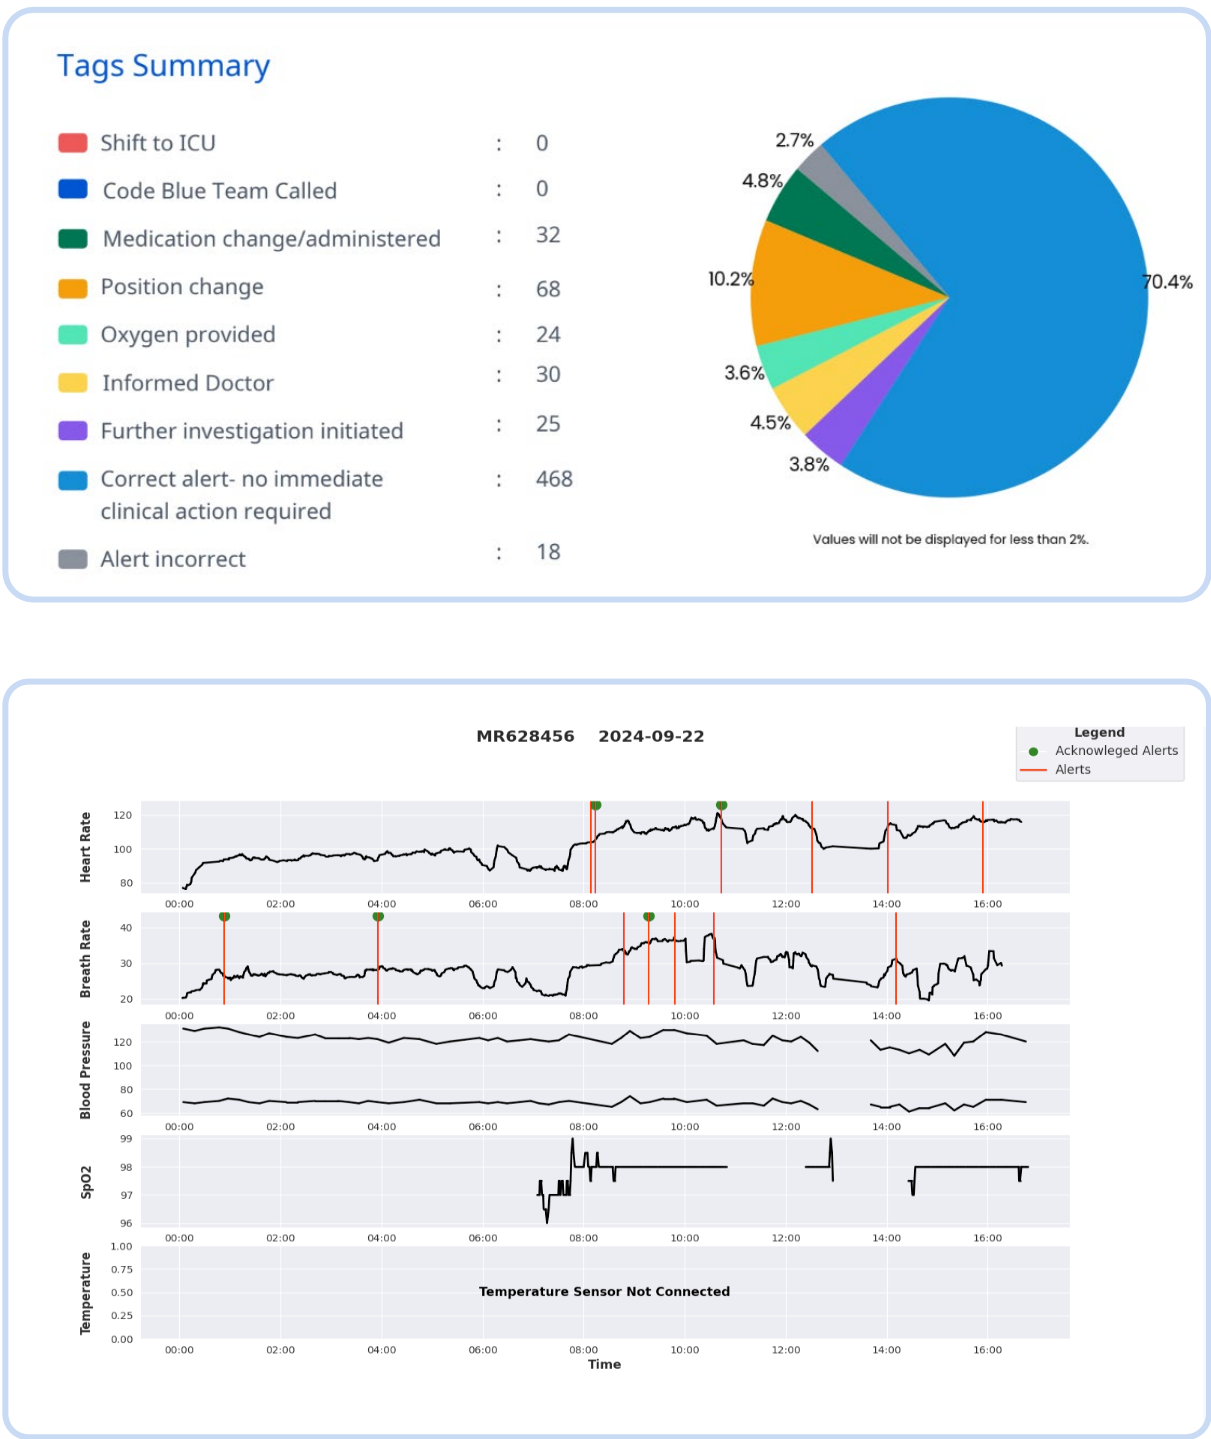 Tags Summary
Shift to ICU : 0
Code Blue Team Called : 0
Medication change/administered : 32
Position change : 68
Oxygen provided : 24
Informed Doctor : 30
Further investigation initiated : 25
Correct alert- no immediate : 468
clinical action required
Alert incorrect : 18
2.7%
4.8%
10.2%
70.4%
3.6%
4.5%
3.8%
Values will not be displayed for less than 2%.
MR628456 2024-09-22
Legend
Acknowleged Alerts
Alerts
Heart Rate
120
100
80
00:00 02:00 04:00 06:00 08:00 10:00 12:00 14:00 16:00
Breath Rate
40
30
20
00:00 02:00 04:00 06:00 08:00 10:00 12:00 14:00 16:00
Blood Pressure
120
100
80
60
00:00 02:00 04:00 06:00 08:00 10:00 12:00 14:00 16:00
SpO2
99
98
97
96
00:00 02:00 04:00 06:00 08:00 10:00 12:00 14:00 16:00
Temperature
1.00
0.75
0.50
0.25
0.00
Temperature Sensor Not Connected
00:00 02:00 04:00 06:00 08:00 10:00 12:00 14:00 16:00
Time